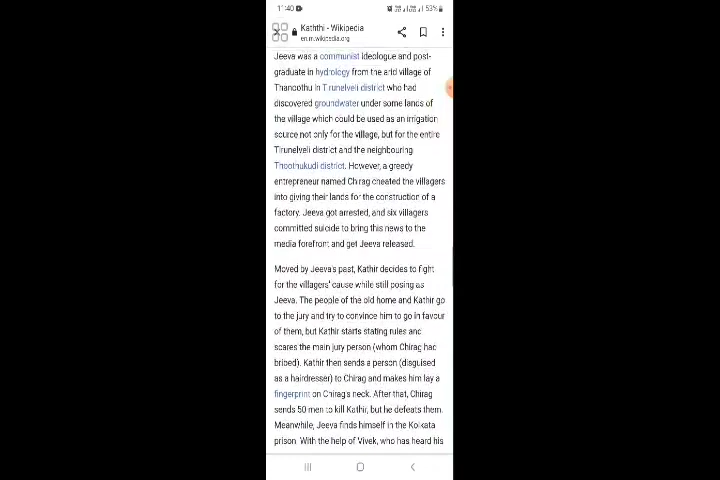 11:40
53%
Kaththi - Wikipedia
en.m.wikipedia.org
Jeeva was a communist ideologue and post-
graduate in hydrology from the arid village of
Thanoothu in Tirunelveli district who had
discovered groundwater under some lands of
the village which could be used as an irrigation
source not only for the village, but for the entire
Tirunelveli district and the neighbouring
Thoothukudi district. However, a greedy
entrepreneur named Chirag cheated the villagers
into giving their lands for the construction of a
factory. Jeeva got arrested, and six villagers
committed suicide to bring this news to the
media forefront and get Jeeva released.
Moved by Jeeva's past, Kathir decides to fight
for the villagers' cause while still posing as
Jeeva. The people of the old home and Kathir go
to the jury and try to convince him to go in favour
of them, but Kathir starts stating rules and
scares the main jury person (whom Chirag had
bribed). Kathir then sends a person (disguised
as a hairdresser) to Chirag and makes him lay a
fingerprint on Chirag's neck. After that, Chirag
sends 50 men to kill Kathir, but he defeats them.
Meanwhile, Jeeva finds himself in the Kolkata
prison. With the help of Vivek, who has heard his